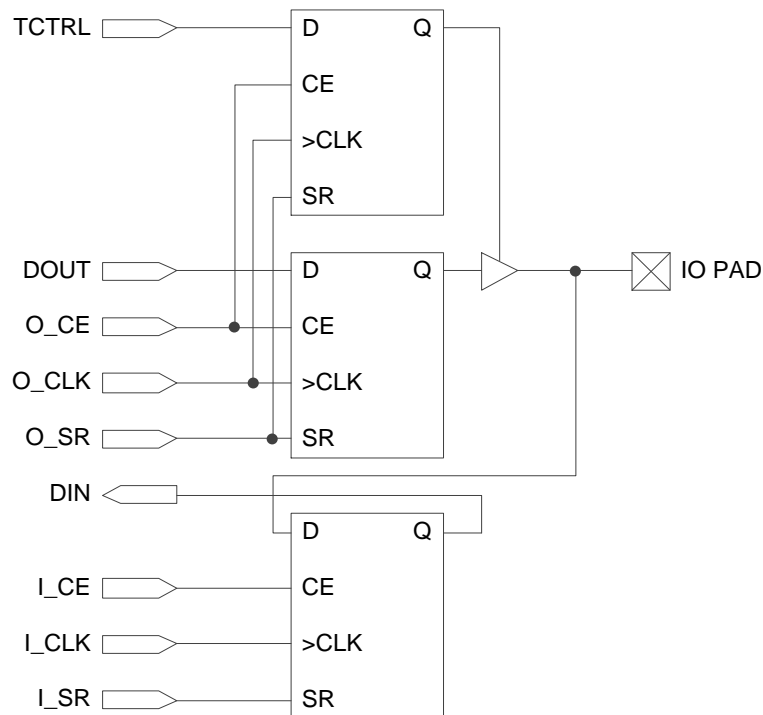 TCTRL
D Q
CE
>CLK
SR
DOUT
D Q
IO PAD
O_CE
CE
O_CLK
>CLK
O_SR
SR
DIN
D Q
I_CE
CE
I_CLK
>CLK
I_SR
SR